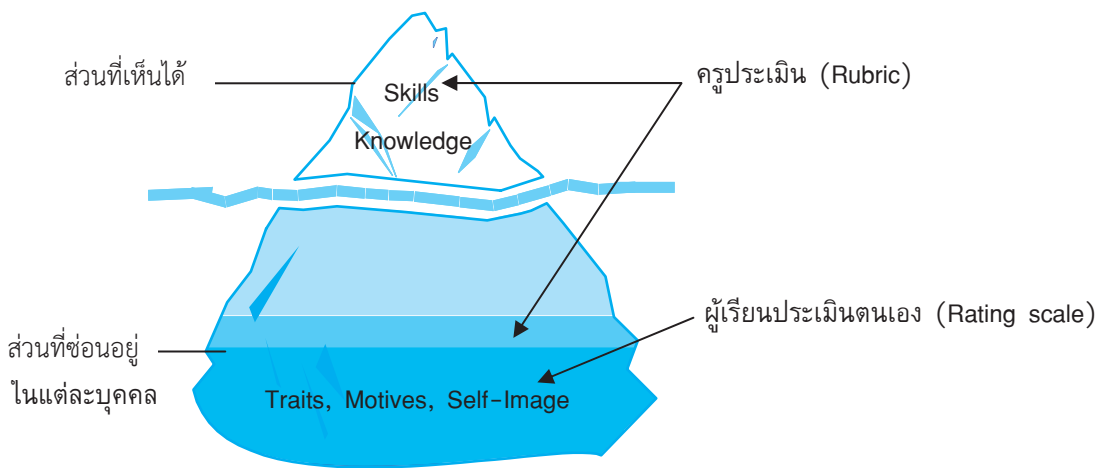 ส่วนที่เห็นได้
ครูประเมิน (Rubric)
Skills
Knowledge
ผู้เรียนประเมินตนเอง (Rating scale)
ส่วนที่ซ่อนอยู่
ในแต่ละบุคคล
Traits, Motives, Self-Image